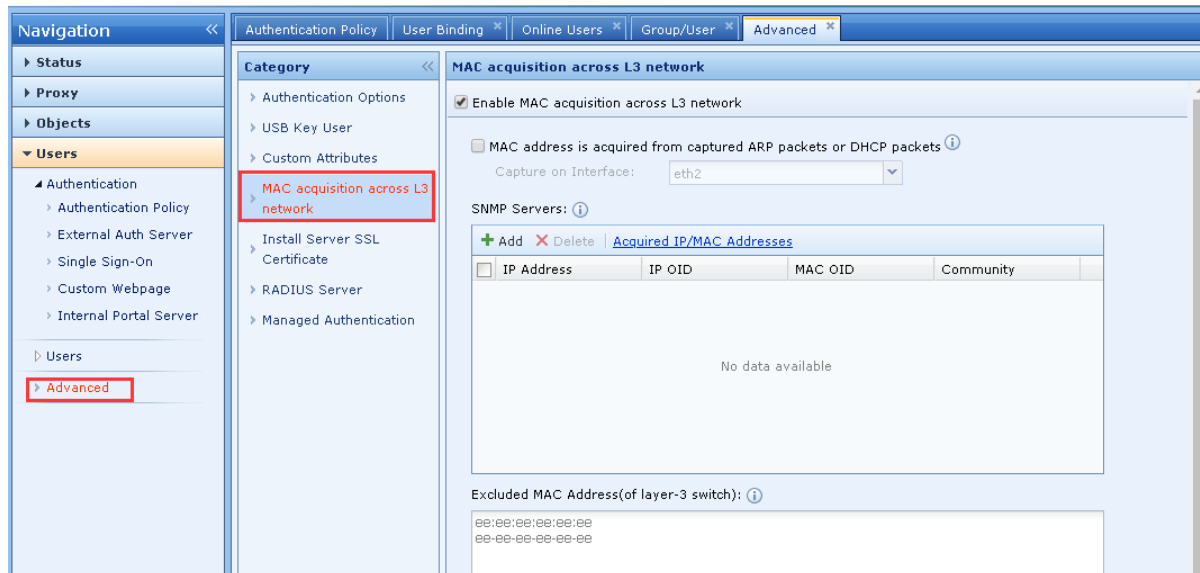 Navigation
Status
Proxy
Objects
Users
Authentication
Authentication Policy
External Auth Server
Single Sign-On
Custom Webpage
Internal Portal Server
Users
Advanced
Authentication Policy
User Binding
Online Users
Group/User
Advanced
Category
Authentication Options
USB Key User
Custom Attributes
MAC acquisition across L3
network
Install Server SSL
Certificate
RADIUS Server
Managed Authentication
MAC acquisition across L3 network
Enable MAC acquisition across L3 network
MAC address is acquired from captured ARP packets or DHCP packets
Capture on Interface: eth2
SNMP Servers:
Add Delete Acquired IP/MAC Addresses
IP Address IP OID MAC OID Community
No data available
Excluded MAC Address(of layer-3 switch):
ee:ee:ee:ee:ee:ee
ee-ee-ee-ee-ee-ee